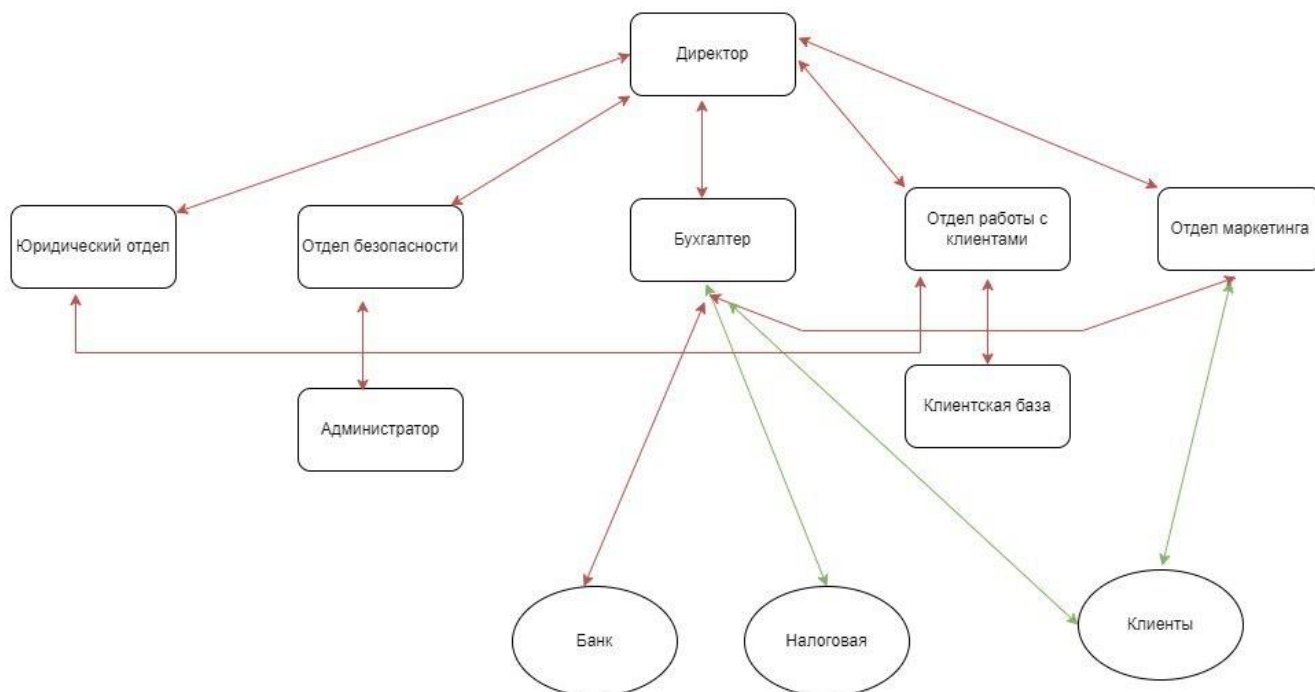 Директор
Юридический отдел
Отдел безопасности
Бухгалтер
Отдел работы с
клиентами
Отдел маркетинга
Администратор
Клиентская база
Банк
Налоговая
Клиенты